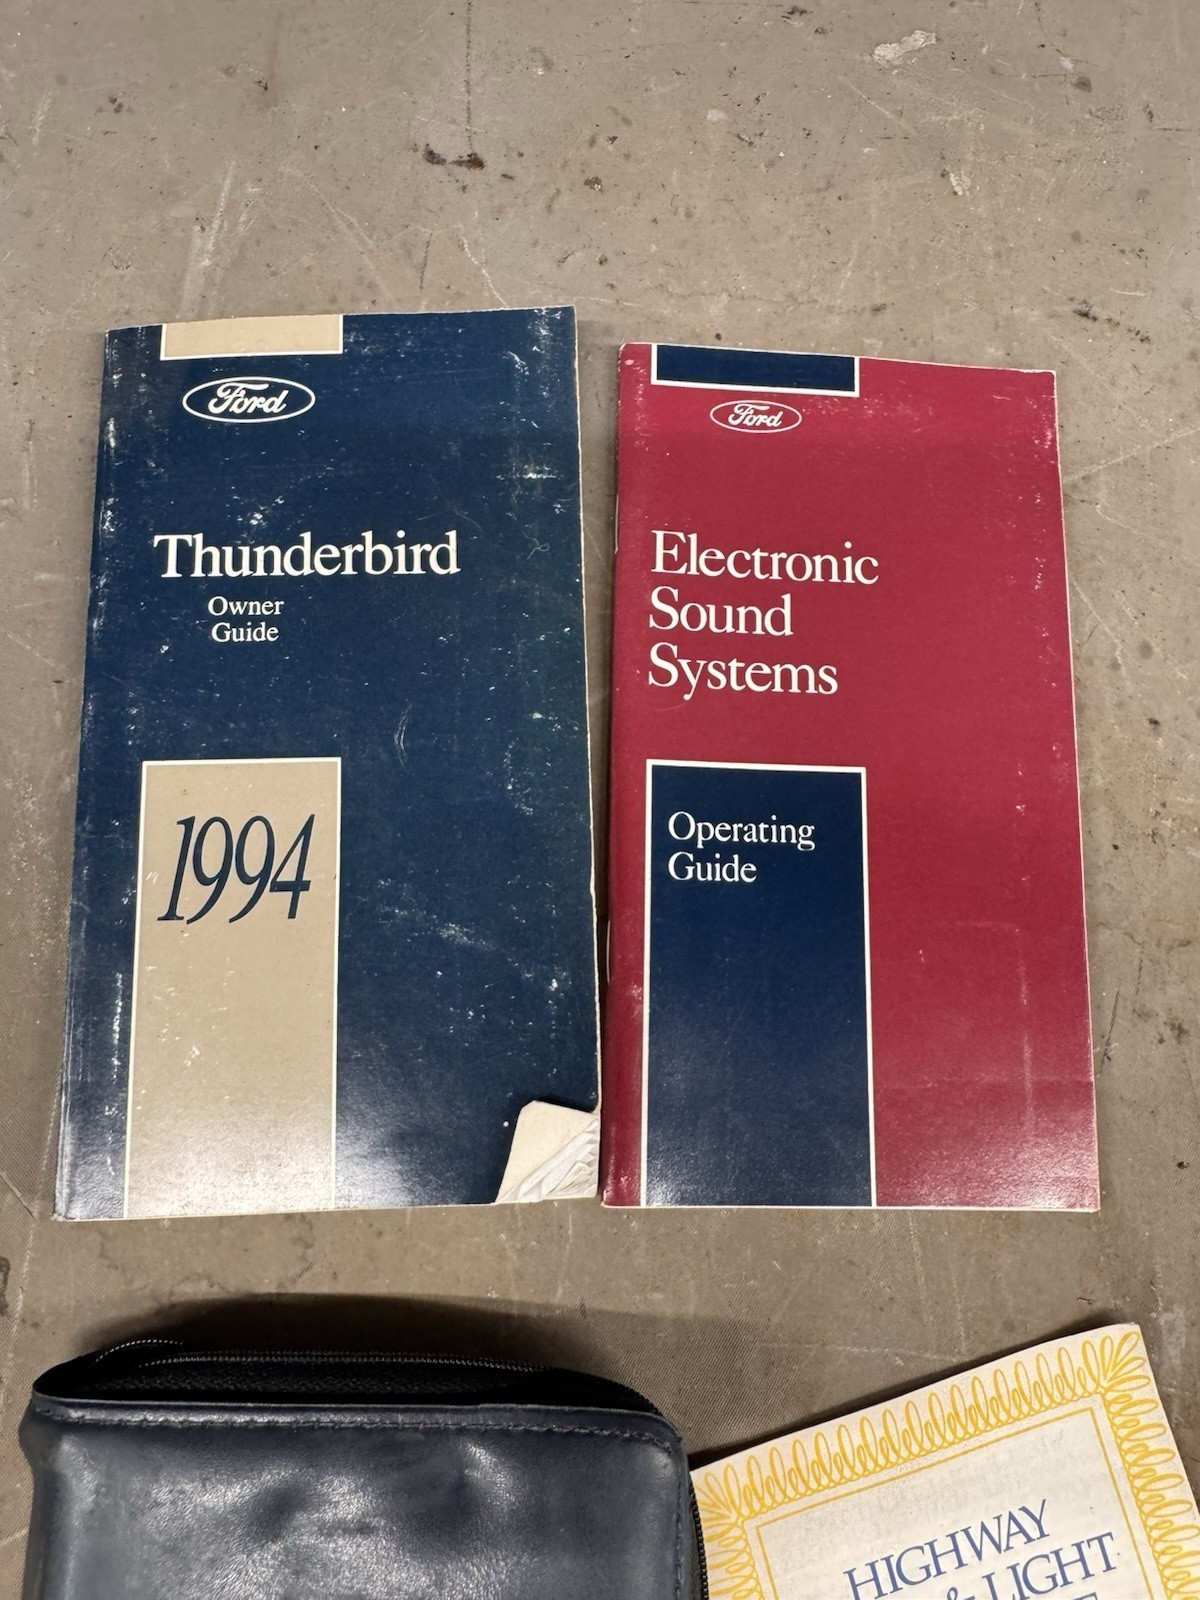 Ford
Thunderbird
Owner
Guide
1994
Ford
Electronic
Sound
Systems
Operating
Guide
HIGHWAY
& LIGHT